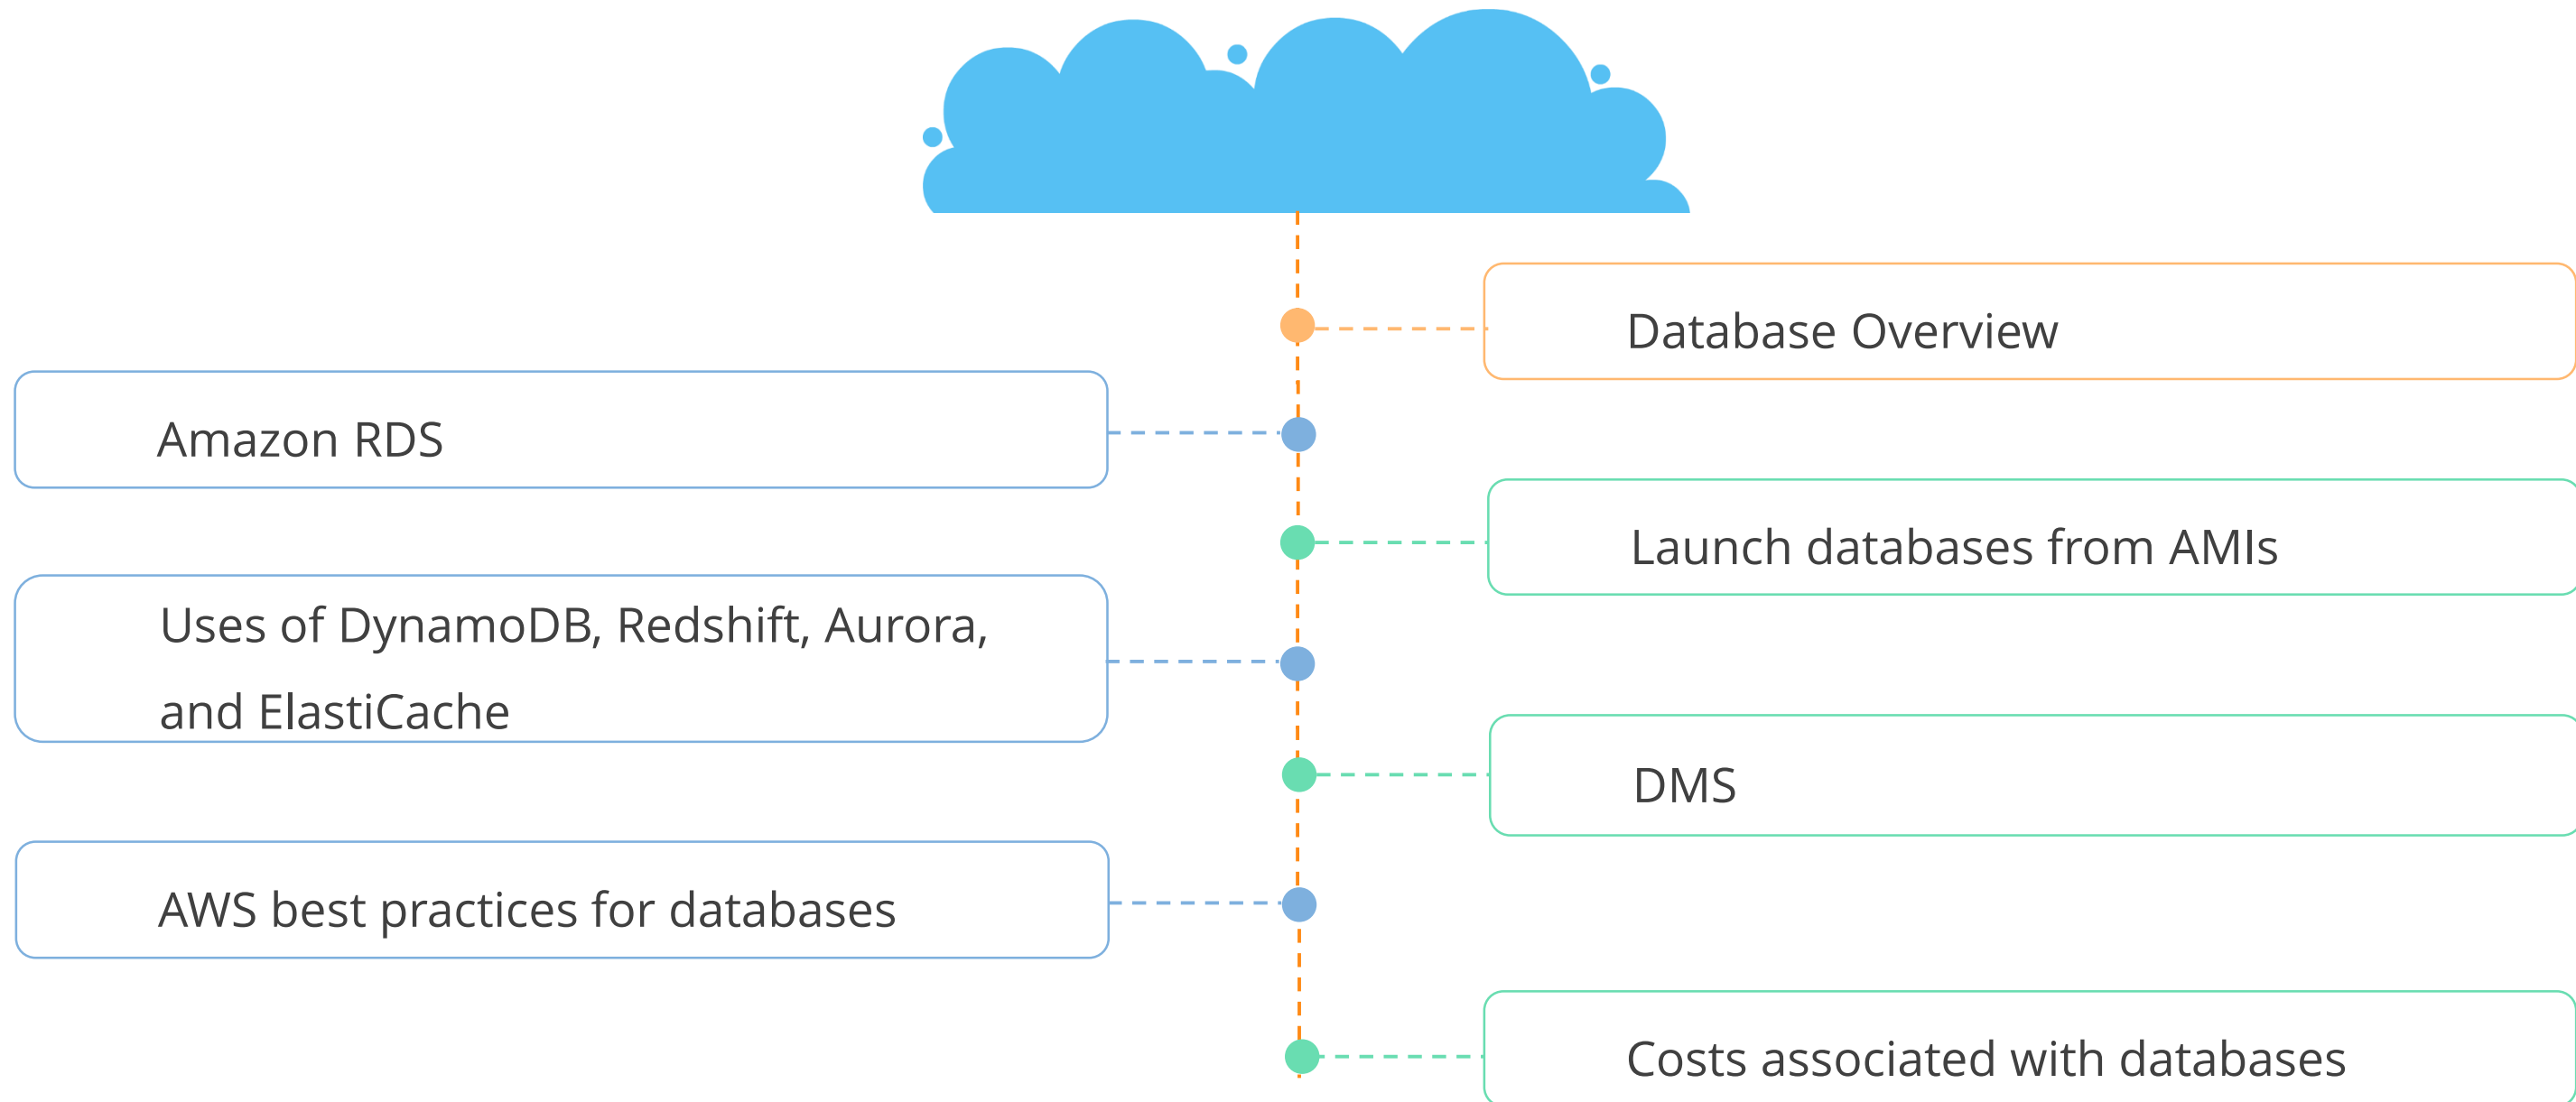 Database Overview
Amazon RDS
Launch databases from AMIs
Uses of DynamoDB, Redshift, Aurora,
and ElastiCache
DMS
AWS best practices for databases
Costs associated with databases